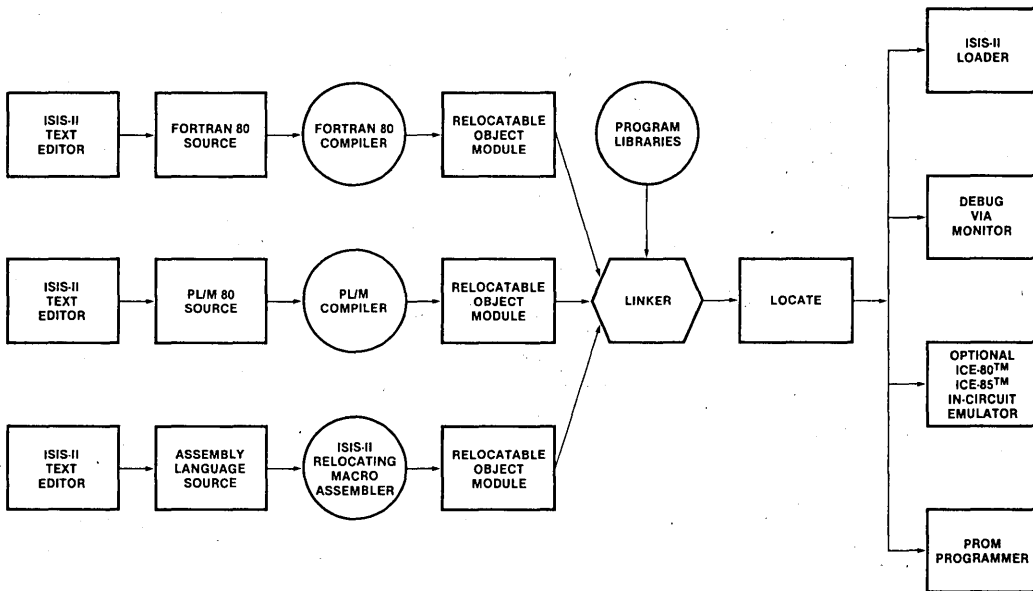 ISIS-II
TEXT
EDITOR
FORTRAN 80
SOURCE
FORTRAN 80
COMPILER
RELOCATABLE
OBJECT
MODULE
PROGRAM
LIBRARIES
ISIS-II
TEXT
EDITOR
PL/M 80
SOURCE
PL/M
COMPILER
RELOCATABLE
OBJECT
MODULE
LINKER
LOCATE
ISIS-II
TEXT
EDITOR
ASSEMBLY
LANGUAGE
SOURCE
ISIS-II
RELOCATING
MACRO
ASSEMBLER
RELOCATABLE
OBJECT
MODULE
ISIS-II
LOADER
DEBUG
VIA
MONITOR
OPTIONAL
ICE-80™
ICE-85™
IN-CIRCUIT
EMULATOR
PROM
PROGRAMMER